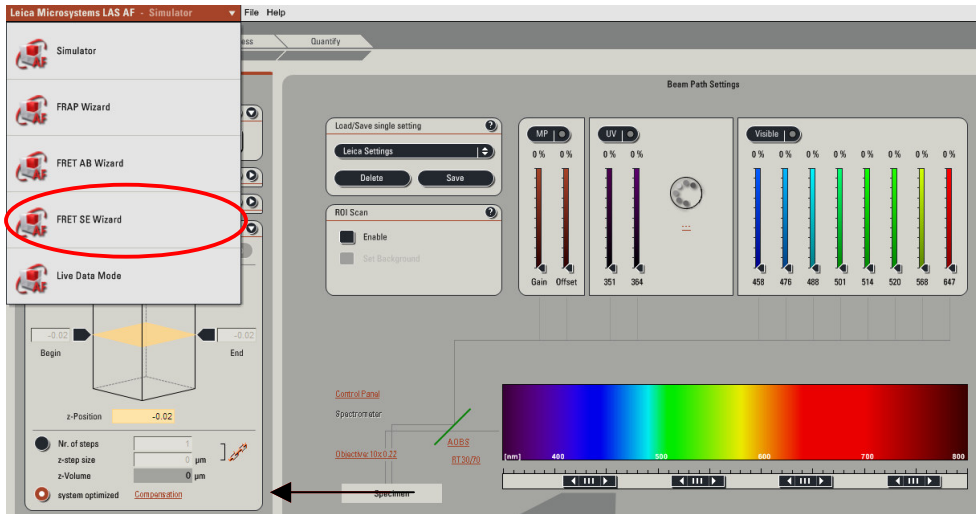 Leica Microsystems LAS AF - Simulator File Help
Simulator
FRAP Wizard
FRET AB Wizard
FRET SE Wizard
Live Data Mode
Quantify
Beam Path Settings
Load/Save single setting
Leica Settings
Delete Save
ROI Scan
Enable
Set Background
MP UV Visible
0 % 0 % 0 % 0 % 0 % 0 % 0 % 0 % 0 % 0 % 0 % 0 %
Gain Offset 351 364 458 476 488 501 514 520 568 647
-0.02 -0.02
Begin End
z-Position -0.02
Nr. of steps 1
z-step size 0 µm
z-Volume 0 µm
system optimized Compensation
Control Panel
Spectrometer
AOBS
Objective: 10x0.22 RT30/70
Specimen
[nm] 400 500 600 700 800